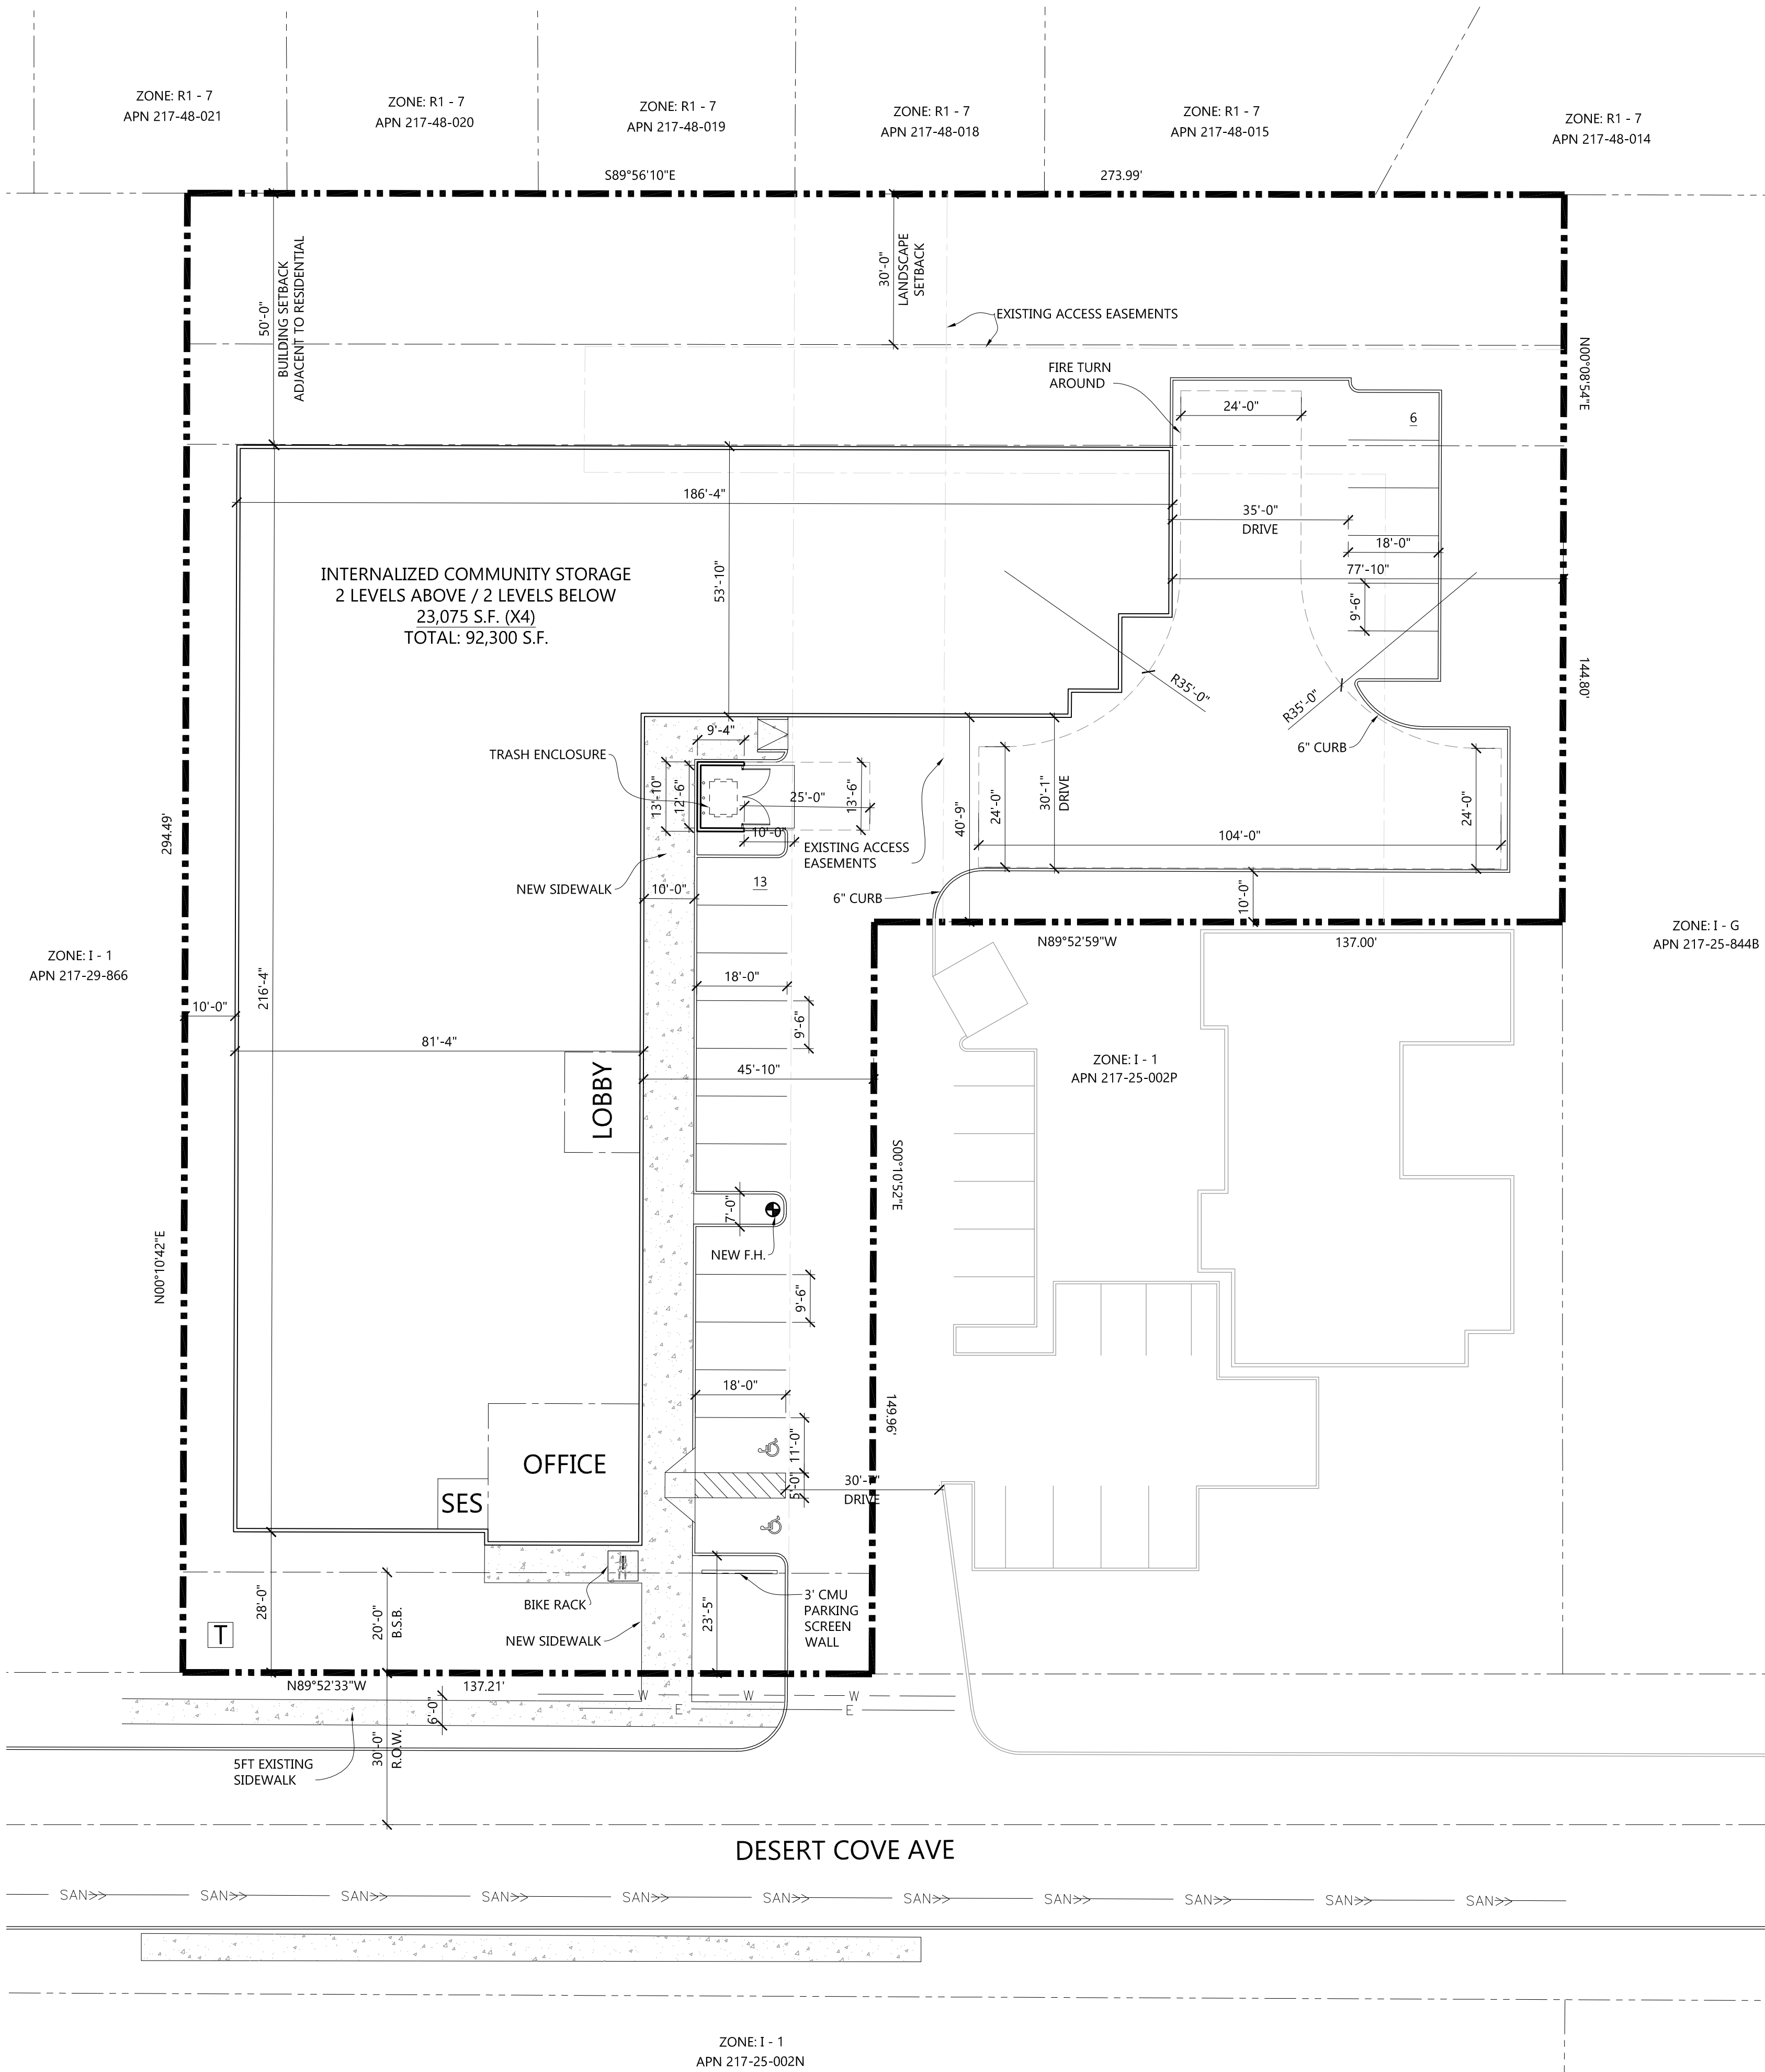 ZONE: R1 - 7
APN 217-48-021
ZONE: R1 - 7
APN 217-48-020
ZONE: R1 - 7
APN 217-48-019
ZONE: R1 - 7
APN 217-48-018
ZONE: R1 - 7
APN 217-48-015
ZONE: R1 - 7
APN 217-48-014
S89°56'10"E
273.99'
50'-0"
BUILDING SETBACK
ADJACENT TO RESIDENTIAL
30'-0"
LANDSCAPE
SETBACK
EXISTING ACCESS EASEMENTS
FIRE TURN
AROUND
24'-0"
6
N00°08'54"E
186'-4"
35'-0"
DRIVE
18'-0"
77'-10"
9'-6"
53'-10"
INTERNALIZED COMMUNITY STORAGE
2 LEVELS ABOVE / 2 LEVELS BELOW
23,075 S.F. (X4)
TOTAL: 92,300 S.F.
R35'-0"
R35'-0"
144.80'
6" CURB
TRASH ENCLOSURE
9'-4"
13'-10"
12'-6"
25'-0"
13'-6"
10'-0"
40'-9"
24'-0"
30'-1"
DRIVE
104'-0"
24'-0"
EXISTING ACCESS
EASEMENTS
294.49'
NEW SIDEWALK
10'-0"
13
6" CURB
10'-0"
N89°52'59"W
137.00'
ZONE: I - G
APN 217-25-844B
ZONE: I - 1
APN 217-29-866
216'-4"
10'-0"
18'-0"
9'-6"
81'-4"
45'-10"
LOBBY
ZONE: I - 1
APN 217-25-002P
S00°10'52"E
7'-0"
NEW F.H.
N00°10'42"E
9'-6"
18'-0"
149.96'
11'-0"
5'-0"
30'-7"
DRIVE
OFFICE
SES
28'-0"
20'-0"
B.S.B.
BIKE RACK
NEW SIDEWALK
23'-5"
3' CMU
PARKING
SCREEN
WALL
T
N89°52'33"W
137.21'
W
W
W
E
E
6'-0"
30'-0"
R.O.W.
5FT EXISTING
SIDEWALK
DESERT COVE AVE
SAN>>
SAN>>
SAN>>
SAN>>
SAN>>
SAN>>
SAN>>
SAN>>
SAN>>
SAN>>
SAN>>
ZONE: I - 1
APN 217-25-002N